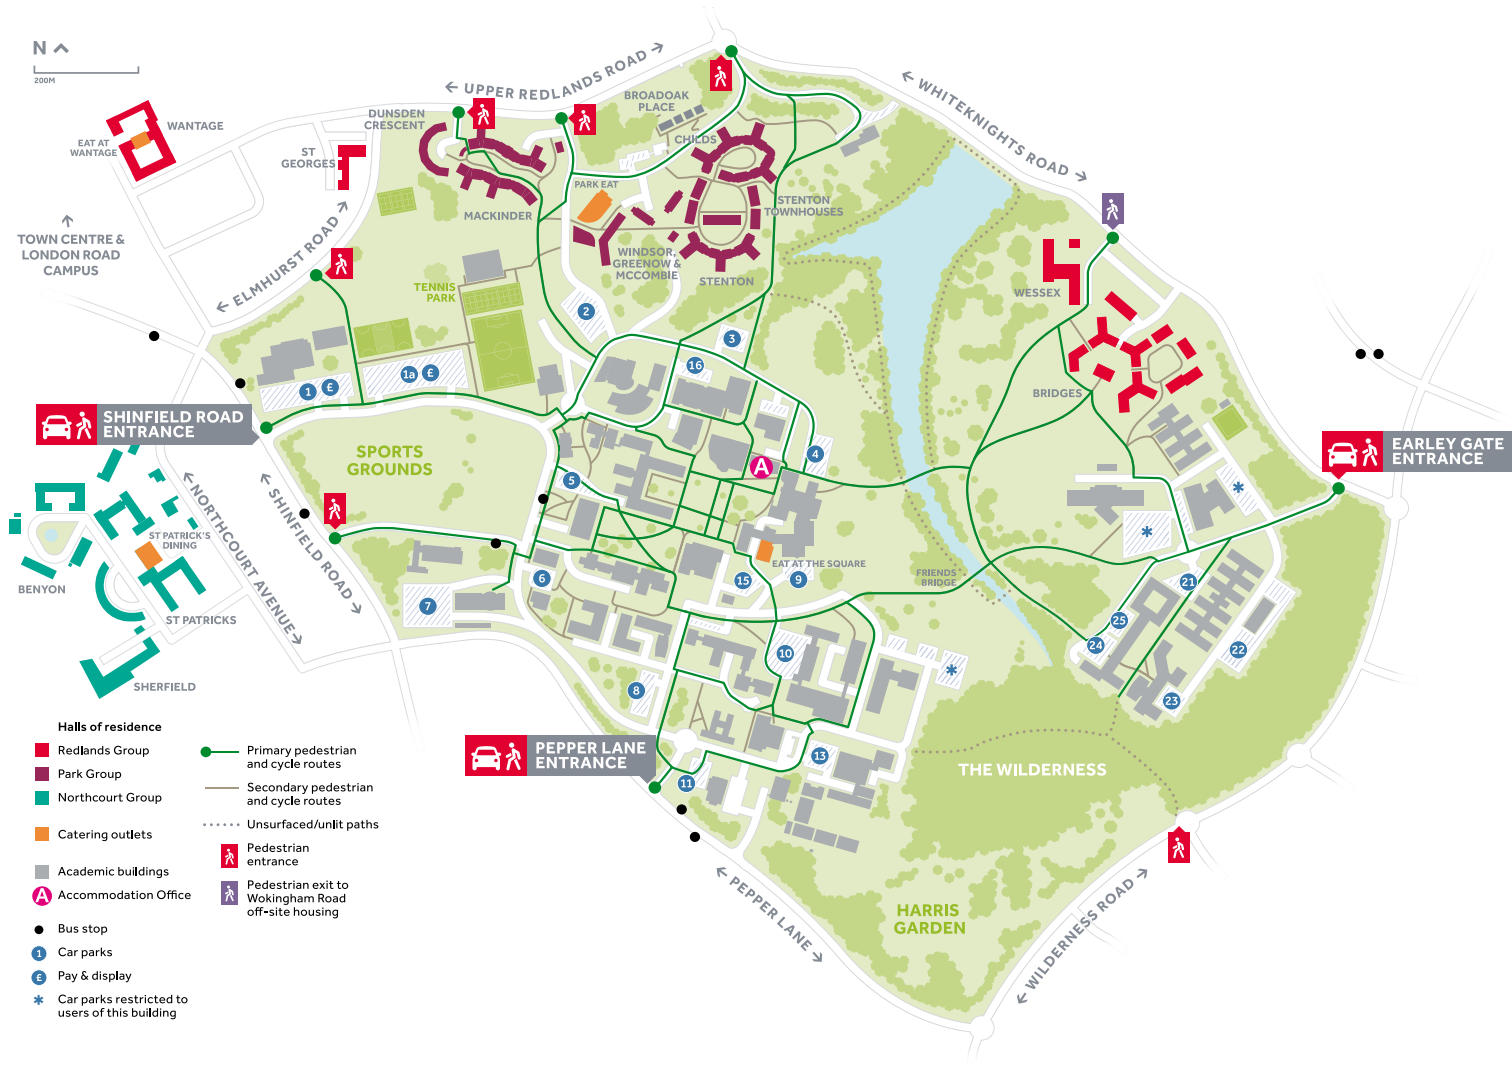 N
200M
← UPPER REDLANDS ROAD →
← WHITEKNIGHTS ROAD →
WANTAGE
EAT AT
WANTAGE
ST
GEORGES
DUNSDEN
CRESCENT
BROADOAK
PLACE
CHILDS
PARK EAT
MACKINDER
STENTON
TOWNHOUSES
WINDSOR,
GREENOW &
MCCOMBIE
STENTON
↑
TOWN CENTRE &
LONDON ROAD
CAMPUS
← ELMHURST ROAD →
TENNIS
PARK
WESSEX
BRIDGES
2
3
16
1 £
1a £
4
5
6
7
8
9
10
11
13
15
21
22
23
24
25
*
*
*
A
SHINFIELD ROAD
ENTRANCE
EARLEY GATE
ENTRANCE
SPORTS
GROUNDS
← NORTHCOURT AVENUE →
← SHINFIELD ROAD →
ST PATRICK'S
DINING
BENYON
ST PATRICKS
SHERFIELD
EAT AT THE SQUARE
FRIENDS
BRIDGE
PEPPER LANE
ENTRANCE
THE WILDERNESS
HARRIS
GARDEN
← PEPPER LANE →
← WILDERNESS ROAD →
Halls of residence
Redlands Group
Park Group
Northcourt Group
Catering outlets
Academic buildings
A Accommodation Office
Bus stop
1 Car parks
£ Pay & display
* Car parks restricted to
users of this building
Primary pedestrian
and cycle routes
Secondary pedestrian
and cycle routes
Unsurfaced/unlit paths
Pedestrian
entrance
Pedestrian exit to
Wokingham Road
off-site housing